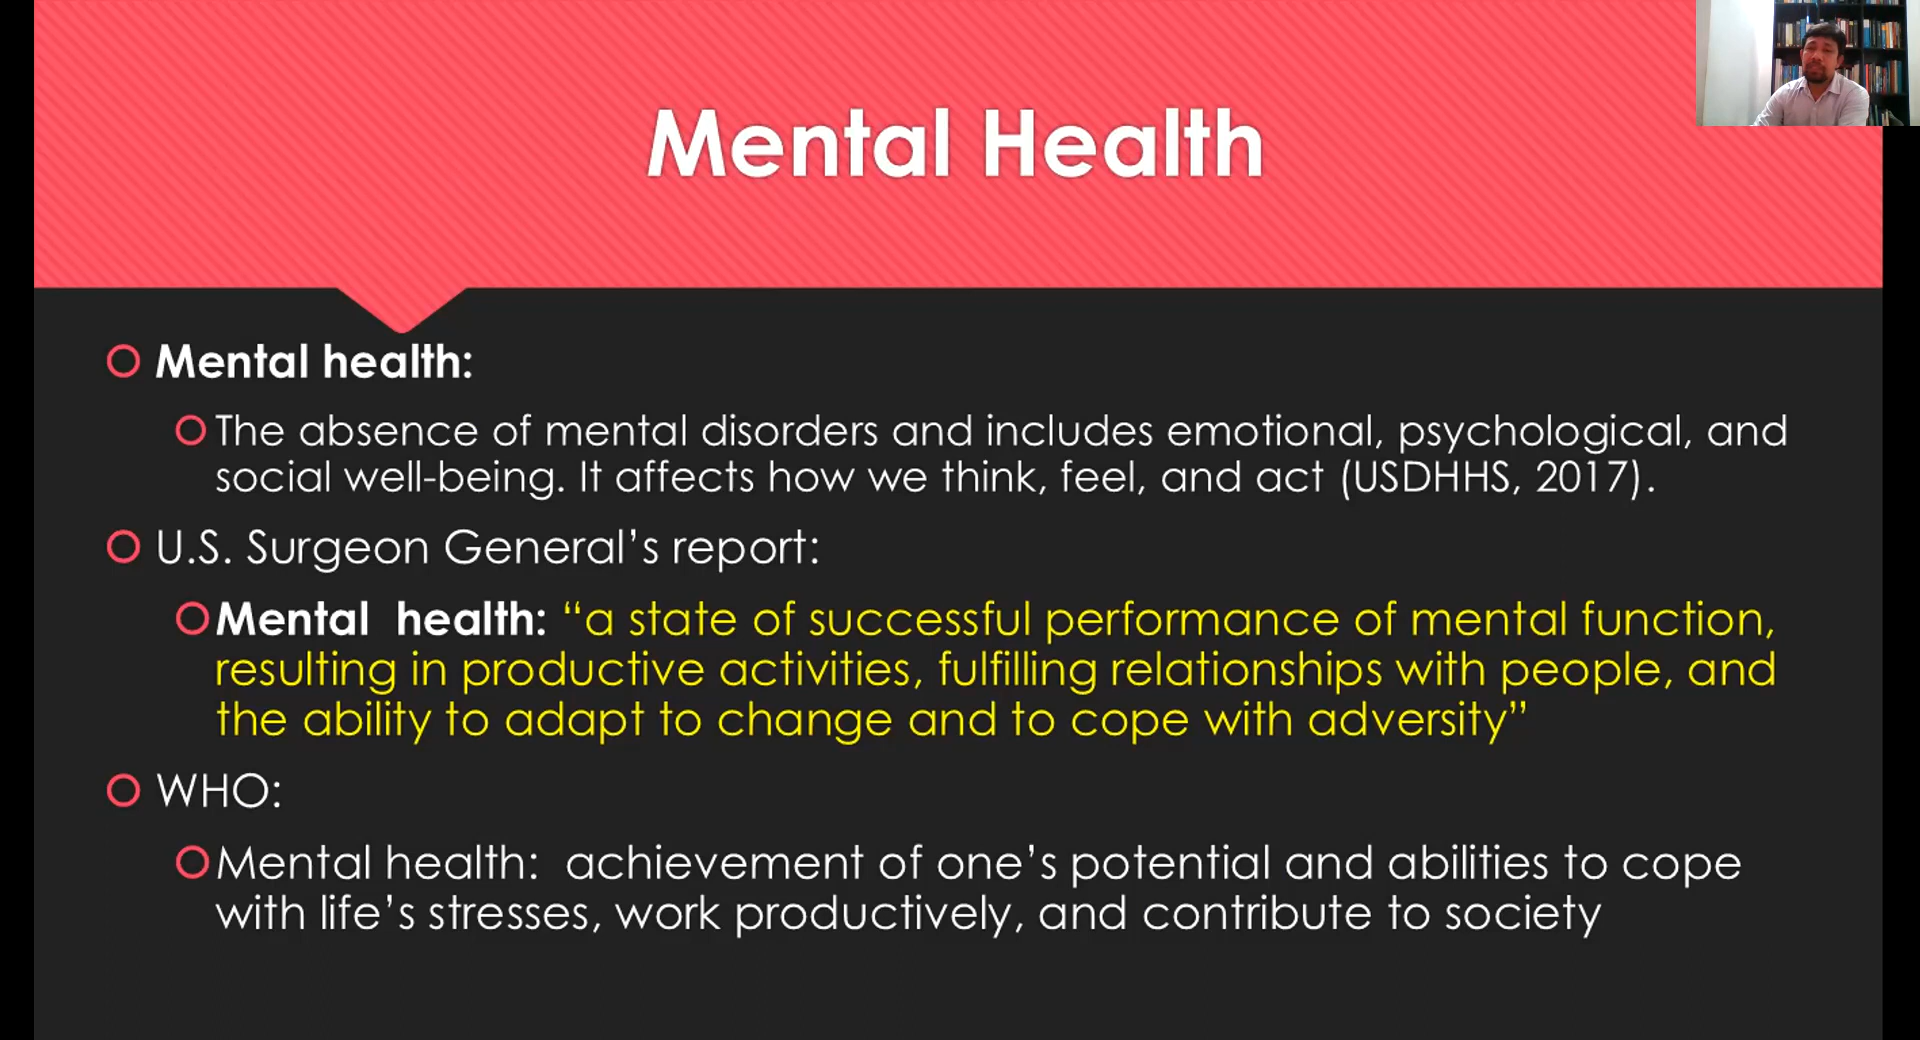 Mental Health
Mental health:
The absence of mental disorders and includes emotional, psychological, and
social well-being. It affects how we think, feel, and act (USDHHS, 2017).
U.S. Surgeon General’s report:
Mental  health: “a state of successful performance of mental function,
resulting in productive activities, fulfilling relationships with people, and
the ability to adapt to change and to cope with adversity”
WHO:
Mental health:  achievement of one’s potential and abilities to cope
with life’s stresses, work productively, and contribute to society